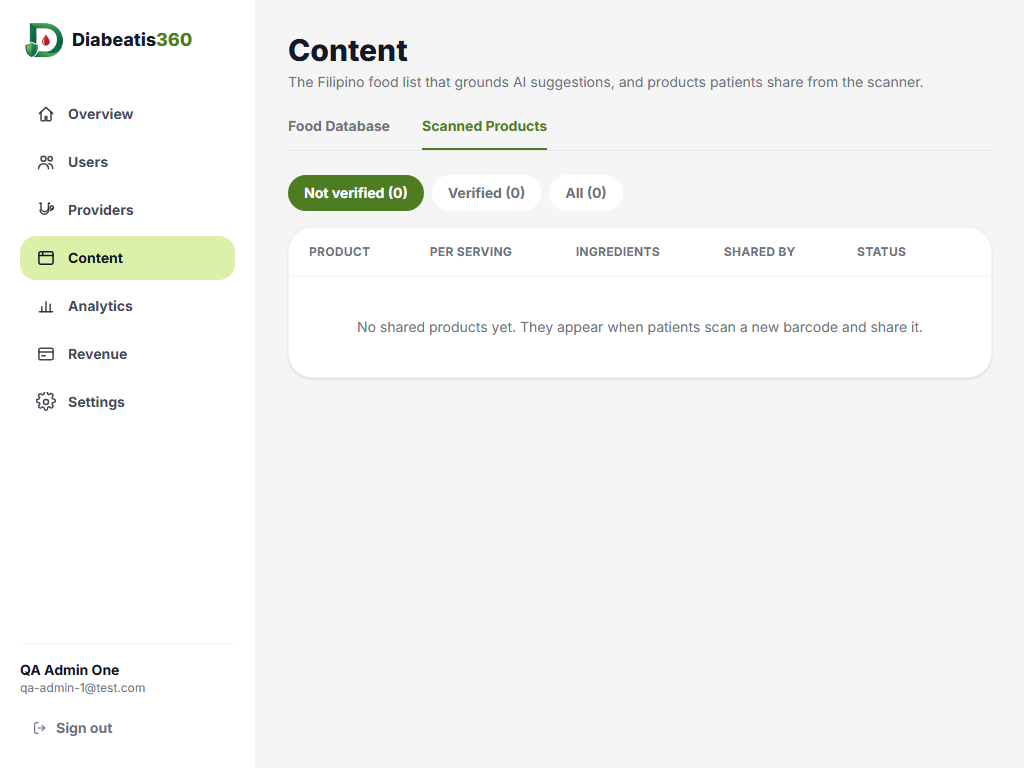 Diabeatis360
Overview
Users
Providers
Content
Analytics
Revenue
Settings
QA Admin One
qa-admin-1@test.com
Sign out
Content
The Filipino food list that grounds AI suggestions, and products patients share from the scanner.
Food Database Scanned Products
Not verified (0) Verified (0) All (0)
PRODUCT PER SERVING INGREDIENTS SHARED BY STATUS
No shared products yet. They appear when patients scan a new barcode and share it.